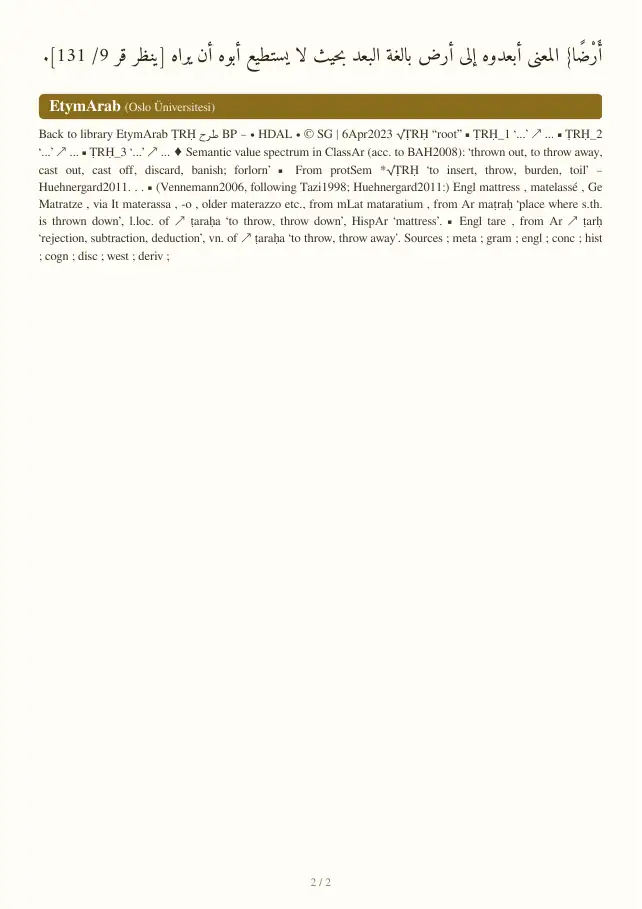 أَرْضًا} المعنى أبعدوه إلى أرض بالغة البعد بحيث لا يستطيع أبوه أن يراه [ينظر قر 9/ 131].
EtymArab (Oslo Üniversitesi)
Back to library EtymArab ṬRḤ طرح BP – • HDAL • © SG | 6Apr2023 √ṬRḤ “root” ▪ ṬRḤ_1 ‘...’ ↗ ... ▪ ṬRḤ_2
‘...’ ↗ ... ▪ ṬRḤ_3 ‘...’ ↗ ... ♦ Semantic value spectrum in ClassAr (acc. to BAH2008): ‘thrown out, to throw away,
cast out, cast off, discard, banish; forlorn’ ▪ From protSem *√ṬRḤ ‘to insert, throw, burden, toil’ –
Huehnergard2011. . . ▪ (Vennemann2006, following Tazi1998; Huehnergard2011:) Engl mattress , matelassé , Ge
Matratze , via It materassa , -o , older materazzo etc., from mLat mataratium , from Ar maṭraḥ ‘place where s.th.
is thrown down’, l.loc. of ↗ ṭaraḥa ‘to throw, throw down’, HispAr ‘mattress’. ▪ Engl tare , from Ar ↗ ṭarḥ
‘rejection, subtraction, deduction’, vn. of ↗ ṭaraḥa ‘to throw, throw away’. Sources ; meta ; gram ; engl ; conc ; hist
; cogn ; disc ; west ; deriv ;
2 / 2